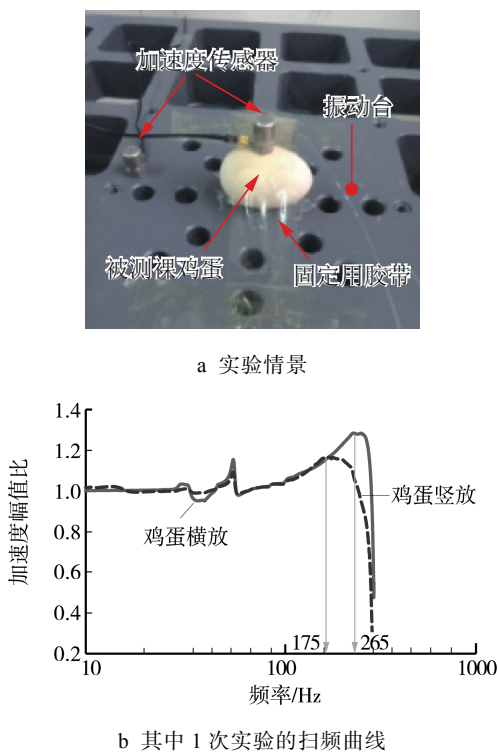 加速度传感器
振动台
被测裸鸡蛋
固定用胶带
a 实验情景
1.4
1.2
1.0
0.8
0.6
0.4
0.2
加速度幅值比
鸡蛋横放
鸡蛋竖放
175
265
10
100
1000
频率/Hz
b 其中 1 次实验的扫频曲线